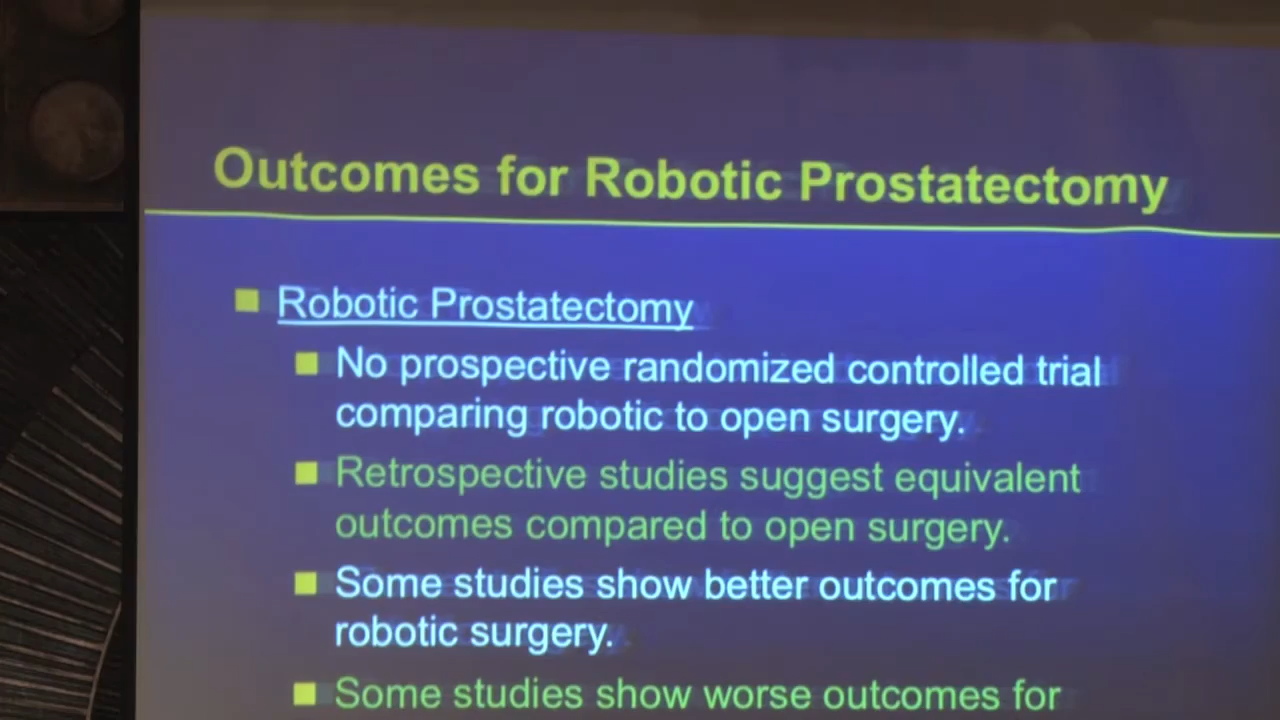 Outcomes for Robotic Prostatectomy
Robotic Prostatectomy
No prospective randomized controlled trial
comparing robotic to open surgery.
Retrospective studies suggest equivalent
outcomes compared to open surgery.
Some studies show better outcomes for
robotic surgery.
Some studies show worse outcomes for